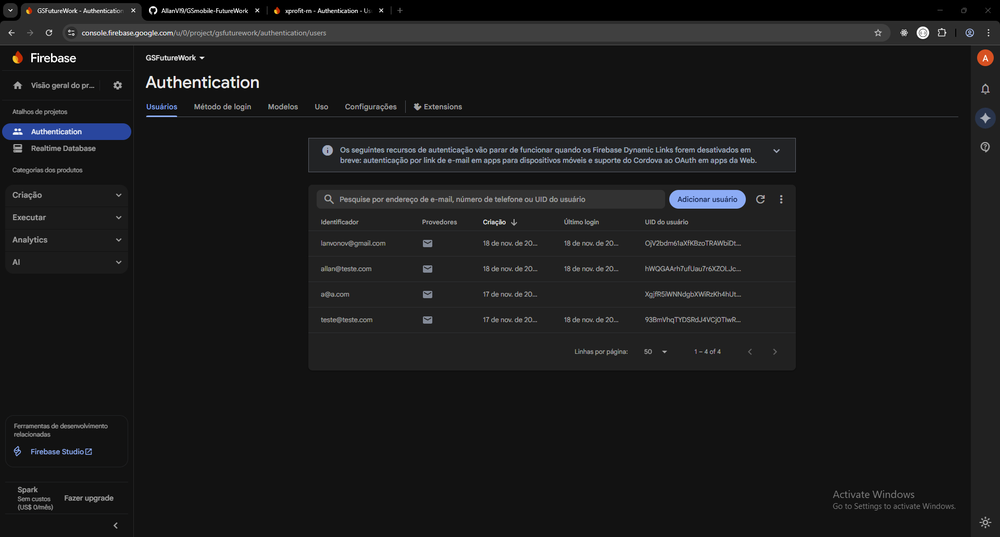 GSFutureWork - Authentication
AllanVI9/GSmobile-FutureWork
xprofit-rn - Authentication - Us
console.firebase.google.com/u/0/project/gsfuturework/authentication/users
Firebase
Visão geral do pr...
Atalhos de projetos
Authentication
Realtime Database
Categorias dos produtos
Criação
Executar
Analytics
AI
Ferramentas de desenvolvimento
relacionadas
Firebase Studio
Spark
Sem custos
(US$ 0/mês)
Fazer upgrade
GSFutureWork
A
Authentication
Usuários
Método de login
Modelos
Uso
Configurações
Extensions
Os seguintes recursos de autenticação vão parar de funcionar quando os Firebase Dynamic Links forem desativados em
breve: autenticação por link de e-mail em apps para dispositivos móveis e suporte do Cordova ao OAuth em apps da Web.
Pesquise por endereço de e-mail, número de telefone ou UID do usuário
Adicionar usuário
Identificador Provedores Criação Último login UID do usuário
lanvonov@gmail.com 18 de nov. de 20... 18 de nov. de 20... OjV2bdm61aXfKBzoTRAWbiDt...
allan@teste.com 18 de nov. de 20... 18 de nov. de 20... hWQGAArh7ufUau7r6XZOLJc...
a@a.com 17 de nov. de 20... XgjfR5iWNNdgbXWiRzKh4hUt...
teste@teste.com 17 de nov. de 20... 18 de nov. de 20... 93BmVhqTYDSRdJ4VCj0TlwR...
Linhas por página: 50 1 – 4 of 4
Activate Windows
Go to Settings to activate Windows.